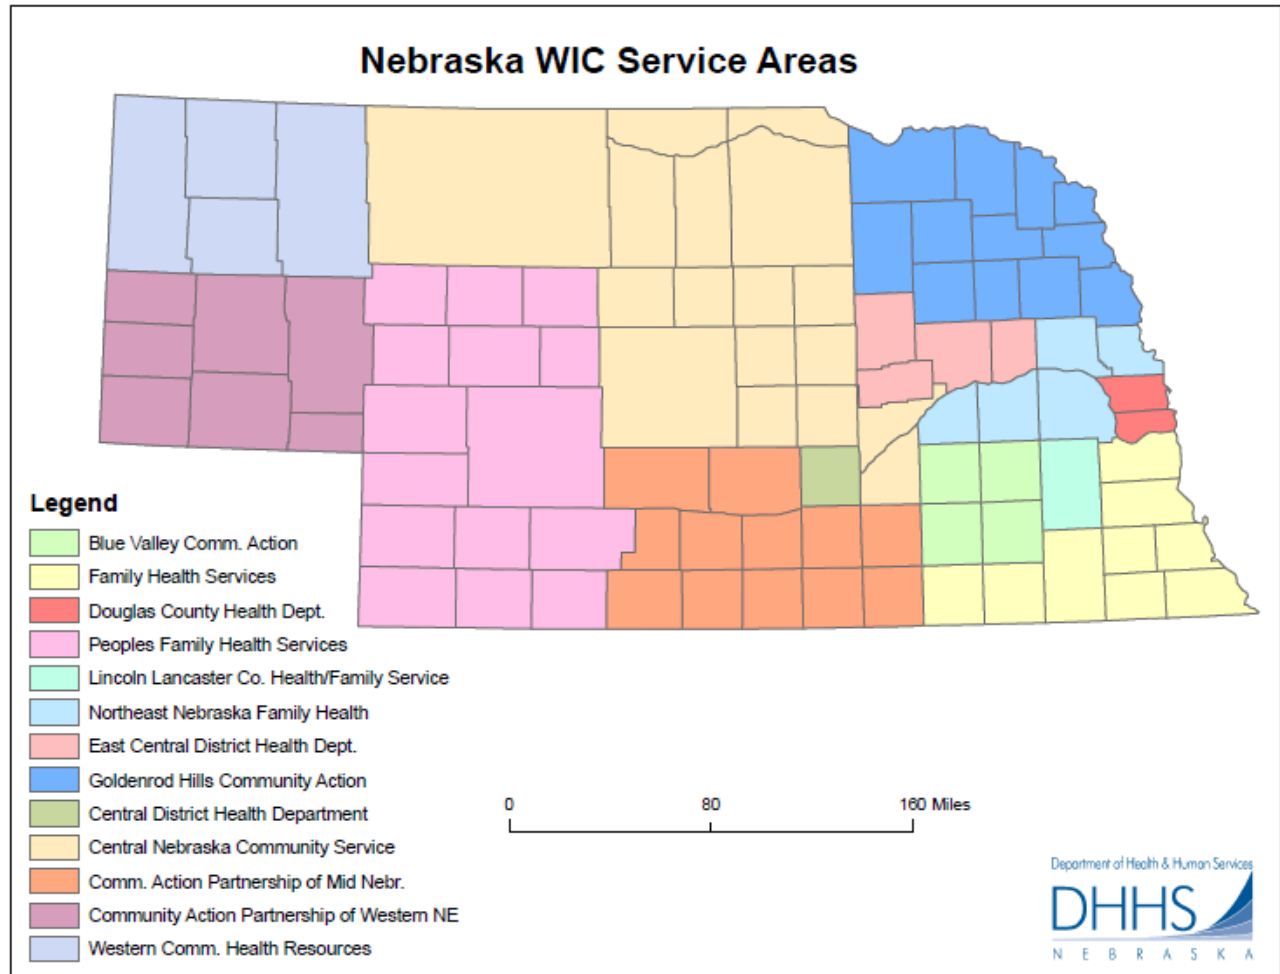 Nebraska WIC Service Areas
Legend
Blue Valley Comm. Action
Family Health Services
Douglas County Health Dept.
Peoples Family Health Services
Lincoln Lancaster Co. Health/Family Service
Northeast Nebraska Family Health
East Central District Health Dept.
Goldenrod Hills Community Action
Central District Health Department
Central Nebraska Community Service
Comm. Action Partnership of Mid Nebr.
Community Action Partnership of Western NE
Western Comm. Health Resources
0 80 160 Miles
Department of Health & Human Services
DHHS
NEBRASKA